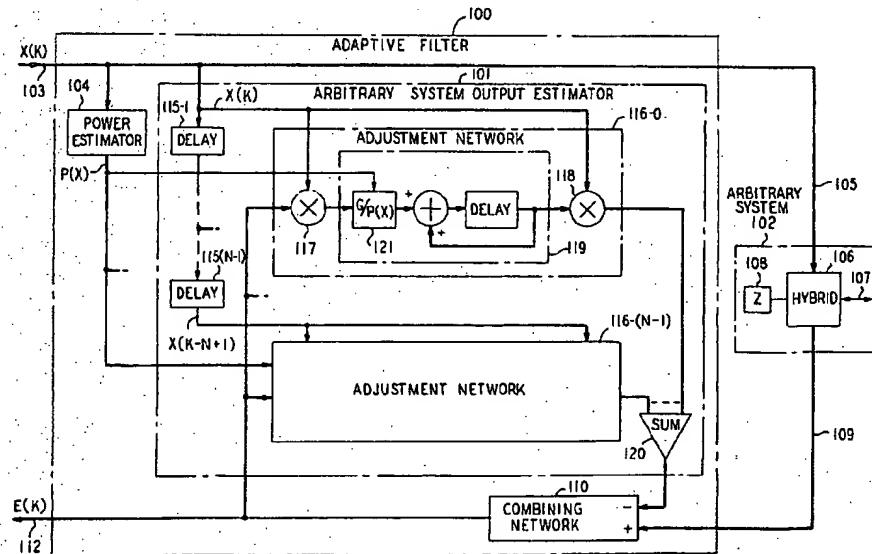 100
ADAPTIVE FILTER
X(K)
103
101
ARBITRARY SYSTEM OUTPUT ESTIMATOR
104
POWER
ESTIMATOR
115-1
X(K)
DELAY
116-0
ADJUSTMENT NETWORK
P(X)
G/P(X)
DELAY
118
117
121
119
+
+
105
ARBITRARY
SYSTEM
102
106
108
107
Z
HYBRID
115(N-1)
DELAY
X(K-N+1)
116-(N-1)
ADJUSTMENT NETWORK
SUM
120
109
110
E(K)
112
COMBINING
NETWORK
-
+